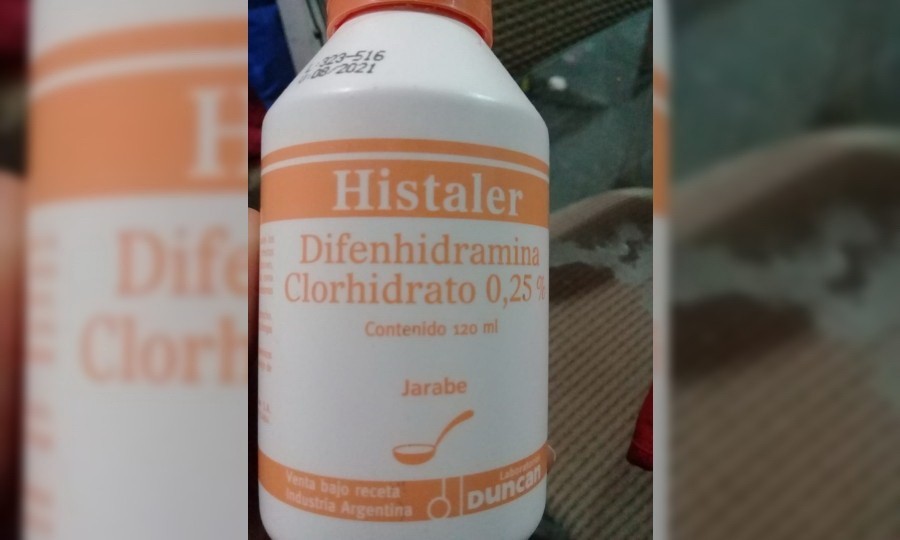 323-516
08/2021
Histaler
Difenhidramina
Clorhidrato 0,25 %
Contenido 120 ml
Jarabe
Venta bajo receta
Industria Argentina
Laboratorio
Duncan